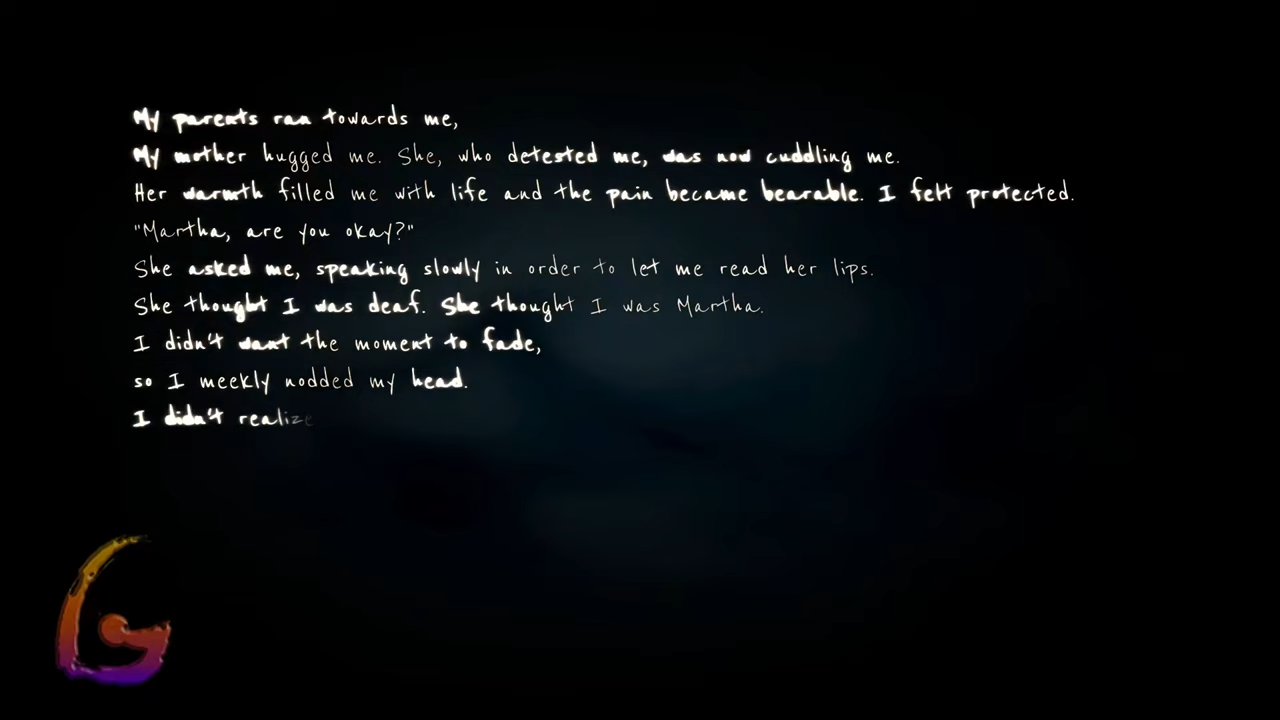 My parents ran towards me,
My mother hugged me. She, who detested me, was now cuddling me.
Her warmth filled me with life and the pain became bearable. I felt protected.
"Martha, are you okay?"
She asked me, speaking slowly in order to let me read her lips.
She thought I was deaf. She thought I was Martha.
I didn't want the moment to fade,
so I meekly nodded my head.
I didn't realize